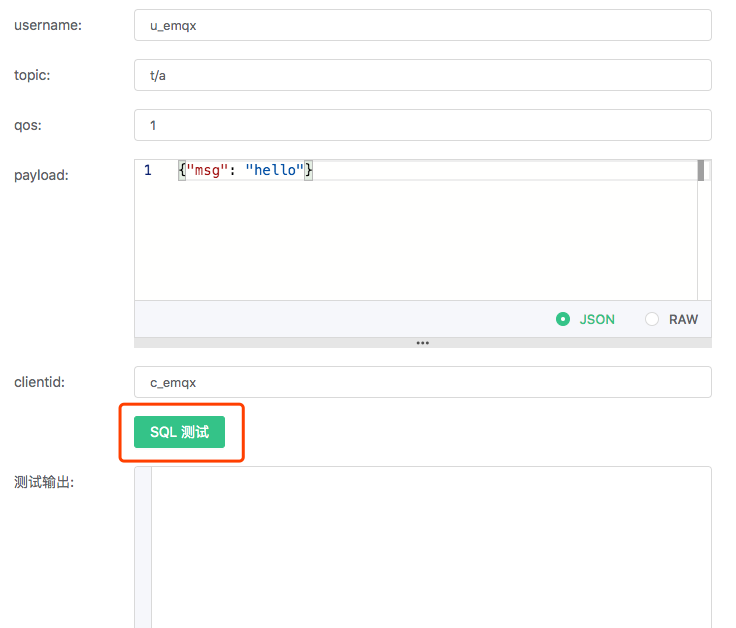 username: u_emqx
topic: t/a
qos: 1
payload: 1 {"msg": "hello"}
JSON RAW
clientid: c_emqx
SQL 测试
测试输出: